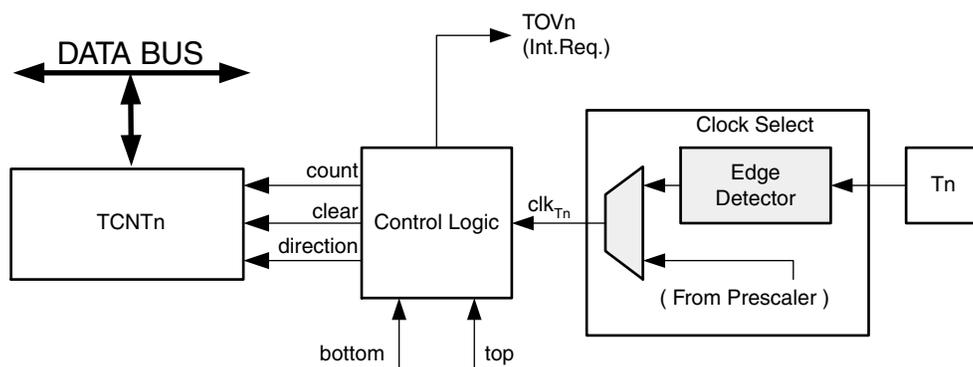 TOVn
(Int.Req.)
DATA BUS
Clock Select
count
Edge
Detector
Tn
TCNTn
clear
Control Logic
clkTn
direction
( From Prescaler )
bottom
top